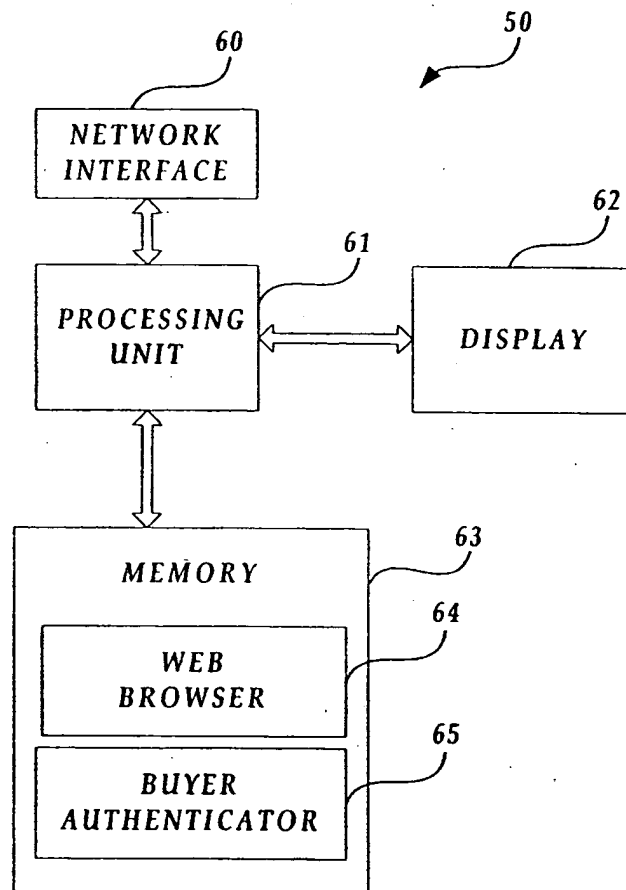 50
60
NETWORK
INTERFACE
61
PROCESSING
UNIT
62
DISPLAY
63
MEMORY
64
WEB
BROWSER
65
BUYER
AUTHENTICATOR